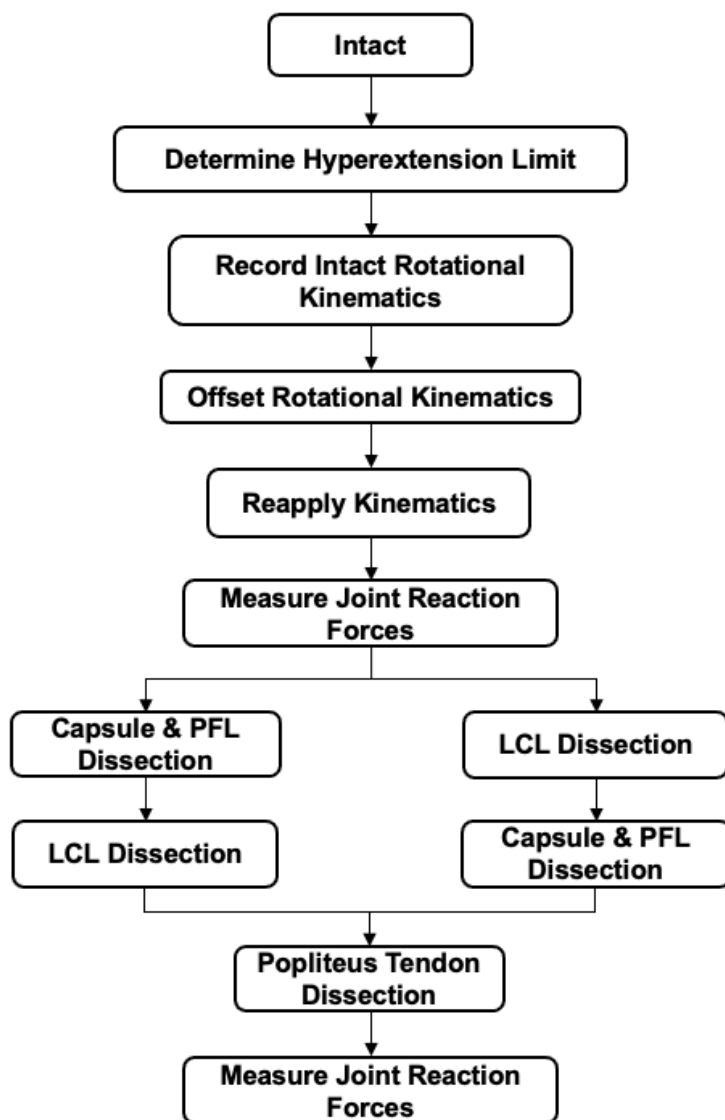 Intact
Determine Hyperextension Limit
Record Intact Rotational
Kinematics
Offset Rotational Kinematics
Reapply Kinematics
Measure Joint Reaction
Forces
Capsule & PFL
Dissection
LCL Dissection
LCL Dissection
Capsule & PFL
Dissection
Popliteus Tendon
Dissection
Measure Joint Reaction
Forces